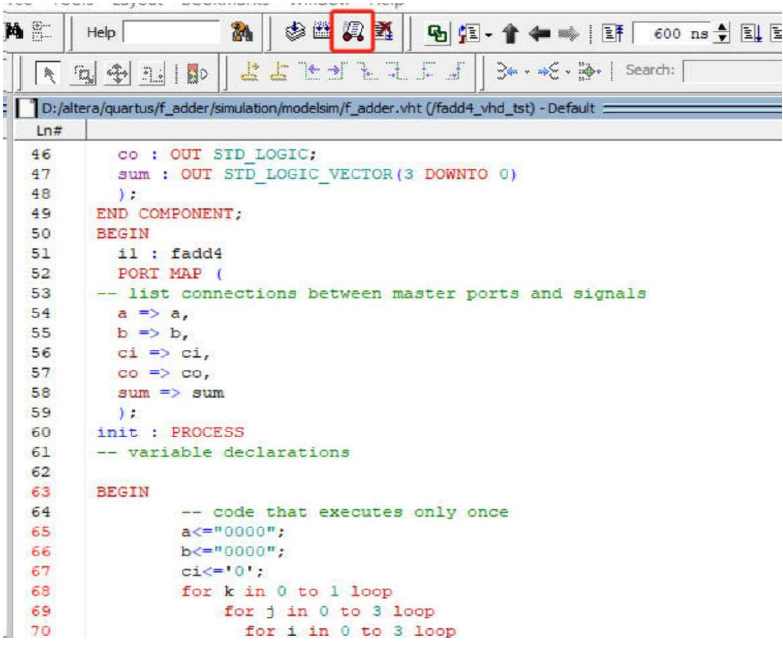 Help
600 ns
Search:
D:/altera/quartus/f_adder/simulation/modelsim/f_adder.vht (/fadd4_vhd_tst) - Default
Ln#
46 co : OUT STD_LOGIC;
47 sum : OUT STD_LOGIC_VECTOR(3 DOWNTO 0)
48 );
49 END COMPONENT;
50 BEGIN
51 i1 : fadd4
52 PORT MAP (
53 -- list connections between master ports and signals
54 a => a,
55 b => b,
56 ci => ci,
57 co => co,
58 sum => sum
59 );
60 init : PROCESS
61 -- variable declarations
62
63 BEGIN
64 -- code that executes only once
65 a<="0000";
66 b<="0000";
67 ci<='0';
68 for k in 0 to 1 loop
69 for j in 0 to 3 loop
70 for i in 0 to 3 loop